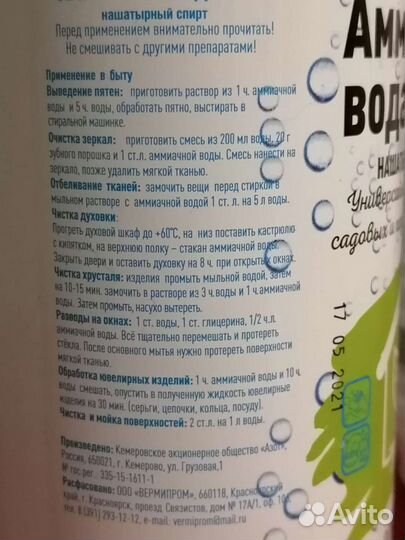 нашатырный спирт
Перед применением внимательно прочитать!
Не смешивать с другими препаратами!
Применение в быту
Выведение пятен: приготовить раствор из 1 ч. аммиачной
воды и 5 ч. воды, обработать пятно, выстирать в
стиральной машинке.
Очистка зеркал: приготовить смесь из 200 мл воды, 20 г
зубного порошка и 1 ст.л. аммиачной воды. Смесь нанести на
зеркало, позже удалить мягкой тканью.
Отбеливание тканей: замочить вещи перед стиркой в
мыльном растворе с аммиачной водой 1 ст. л. на 5 л воды.
Чистка духовки:
Прогреть духовой шкаф до +60°С, на низ поставить кастрюлю
с кипятком, на верхнюю полку – стакан аммиачной воды.
Закрыть двери и оставить духовку на 8 ч. при открытых окнах.
Чистка хрусталя: изделия промыть мыльной водой, затем
на 10-15 мин. замочить в растворе из 3 ч.воды и 1 ч.аммиачной
воды. Затем промыть, насухо вытереть.
Разводы на окнах: 1 ст. воды, 1 ст. глицерина, 1/2 ч.л.
аммиачной воды. Всё тщательно перемешать и протереть
стёкла. После основного мытья нужно протереть поверхности
мягкой тканью.
Обработка ювелирных изделий: 1 ч. аммиачной воды и 10 ч.
воды смешать, опустить в полученную жидкость ювелирные
изделия на 30 мин. (серьги, цепочки, кольца, посуду).
Чистка и мойка поверхностей: 2 ст.л. на 1 л воды.
Произведено: Кемеровское акционерное общество «Азот»,
Россия, 650021, г. Кемерово, ул. Грузовая,1
№ гос.рег. 335-15-1611-1
Расфасовано: ООО «ВЕРМИПРОМ», 660118, Красноярский
край, г. Красноярск, проезд Связистов, дом № 17А/1, оф. 104
т. 8 (391) 293-12-12, e-mail: vermiprom@mail.ru
Амм
вода
наша
Универса
садовых и
17 05 2021
Avito